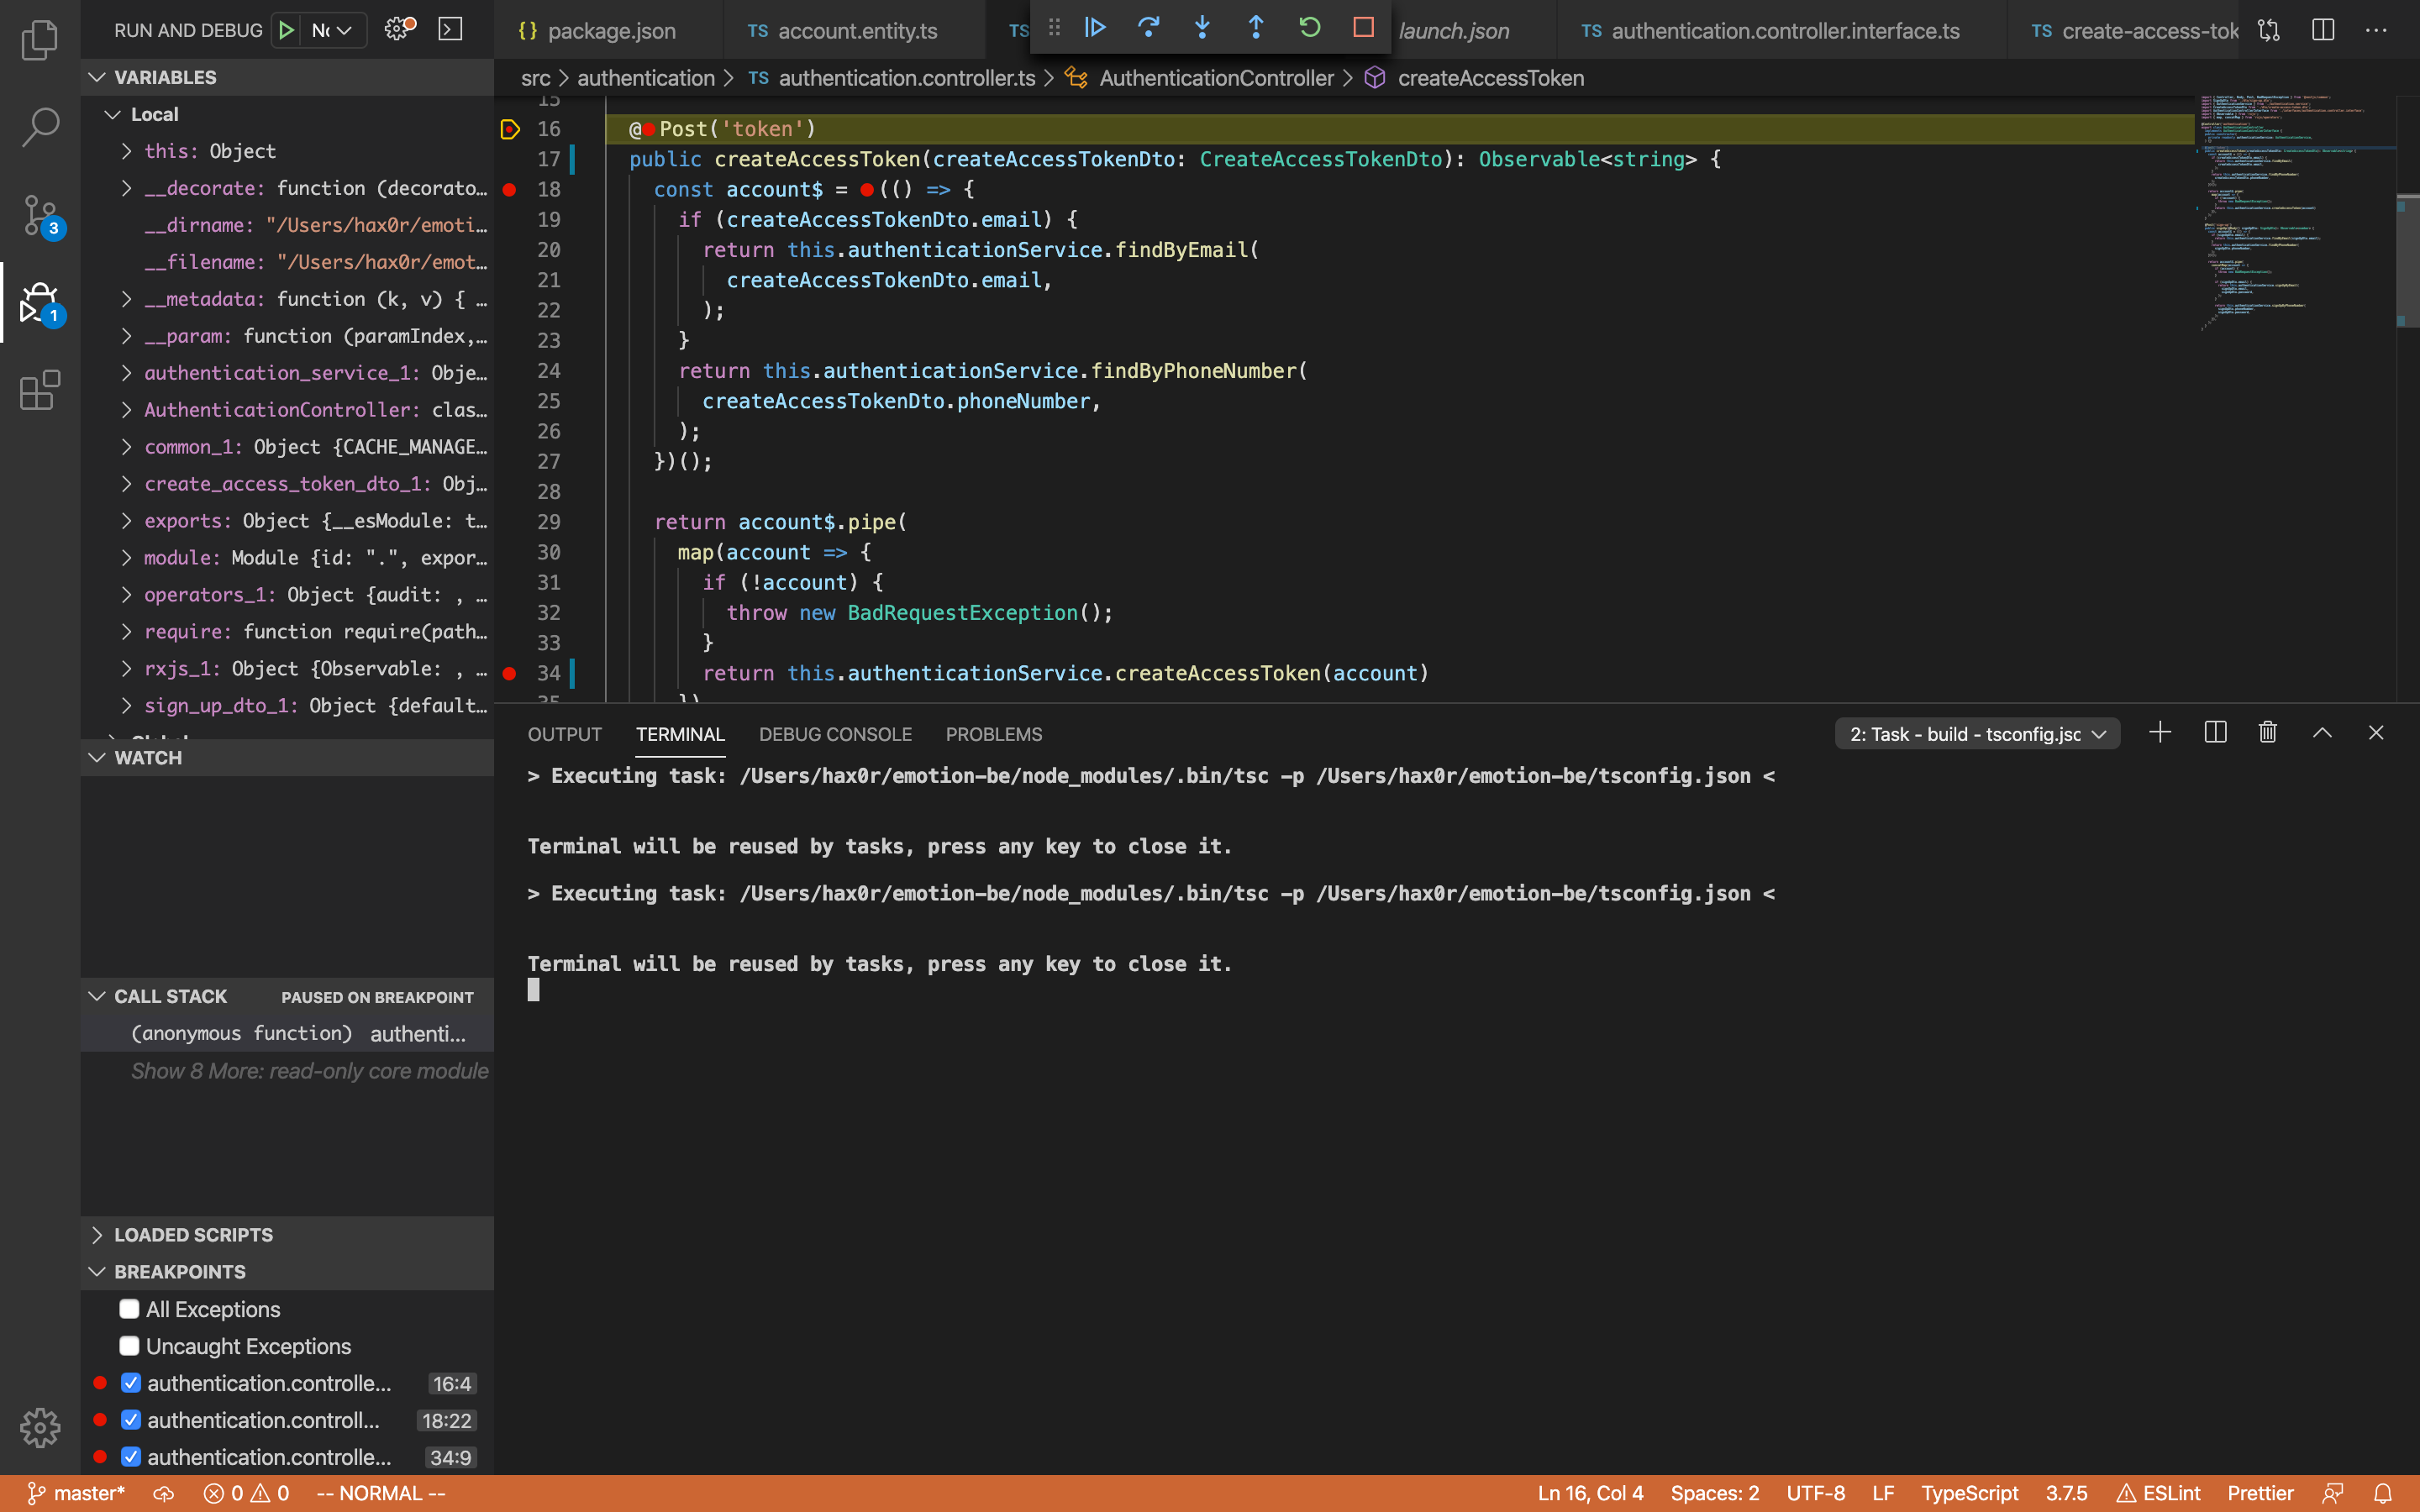 RUN AND DEBUG
Nc
{} package.json
TS account.entity.ts
TS
launch.json
TS authentication.controller.interface.ts
TS create-access-tok
src > authentication > TS authentication.controller.ts > AuthenticationController > createAccessToken
VARIABLES
Local
this: Object
__decorate: function (decorato…
__dirname: "/Users/hax0r/emoti…
__filename: "/Users/hax0r/emot…
__metadata: function (k, v) { …
__param: function (paramIndex,…
authentication_service_1: Obje…
AuthenticationController: clas…
common_1: Object {CACHE_MANAGE…
create_access_token_dto_1: Obj…
exports: Object {__esModule: t…
module: Module {id: ".", expor…
operators_1: Object {audit: , …
require: function require(path…
rxjs_1: Object {Observable: , …
sign_up_dto_1: Object {default…
Global
WATCH
CALL STACK PAUSED ON BREAKPOINT
(anonymous function) authenti...
Show 8 More: read-only core module
LOADED SCRIPTS
BREAKPOINTS
All Exceptions
Uncaught Exceptions
authentication.controlle... 16:4
authentication.controll... 18:22
authentication.controlle... 34:9
3
1
15
16 @Post('token')
17 public createAccessToken(createAccessTokenDto: CreateAccessTokenDto): Observable<string> {
18 const account$ = (() => {
19 if (createAccessTokenDto.email) {
20 return this.authenticationService.findByEmail(
21 createAccessTokenDto.email,
22 );
23 }
24 return this.authenticationService.findByPhoneNumber(
25 createAccessTokenDto.phoneNumber,
26 );
27 })();
28
29 return account$.pipe(
30 map(account => {
31 if (!account) {
32 throw new BadRequestException();
33 }
34 return this.authenticationService.createAccessToken(account)
35 })
OUTPUT TERMINAL DEBUG CONSOLE PROBLEMS
2: Task - build - tsconfig.jsc
> Executing task: /Users/hax0r/emotion-be/node_modules/.bin/tsc -p /Users/hax0r/emotion-be/tsconfig.json <
Terminal will be reused by tasks, press any key to close it.
> Executing task: /Users/hax0r/emotion-be/node_modules/.bin/tsc -p /Users/hax0r/emotion-be/tsconfig.json <
Terminal will be reused by tasks, press any key to close it.
master* 0 0 -- NORMAL --
Ln 16, Col 4 Spaces: 2 UTF-8 LF TypeScript 3.7.5 ESLint Prettier